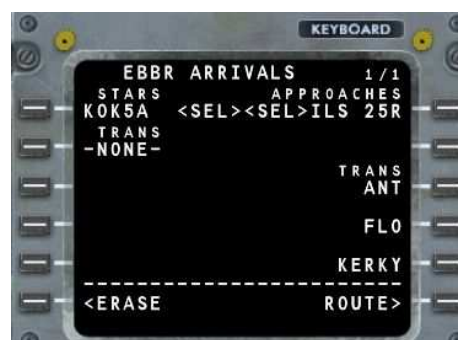 KEYBOARD
EBBR ARRIVALS 1/1
STARS APPROACHES
KOK5A <SEL><SEL>ILS 25R
TRANS
-NONE-
TRANS
ANT
FLO
KERKY
------------------------
<ERASE ROUTE>